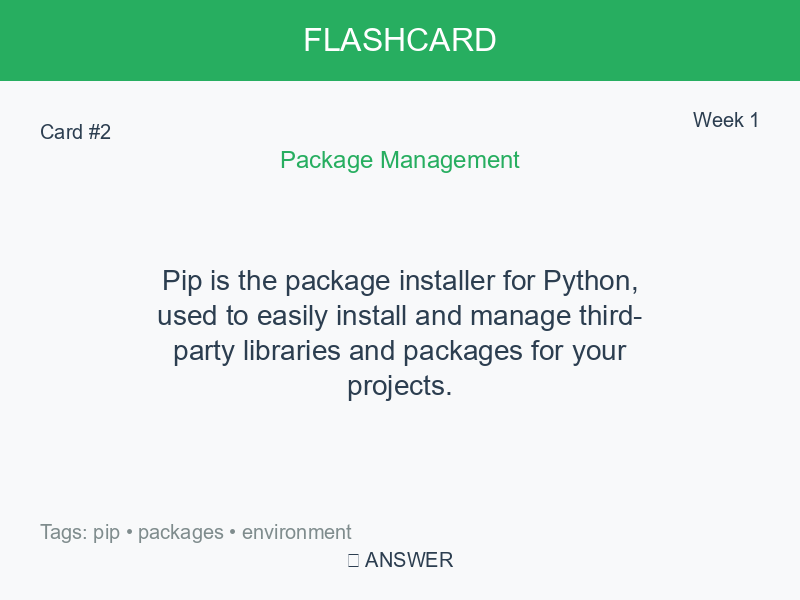 FLASHCARD
Week 1
Card #2
Package Management
Pip is the package installer for Python,
used to easily install and manage third-
party libraries and packages for your
projects.
Tags: pip • packages • environment
ANSWER